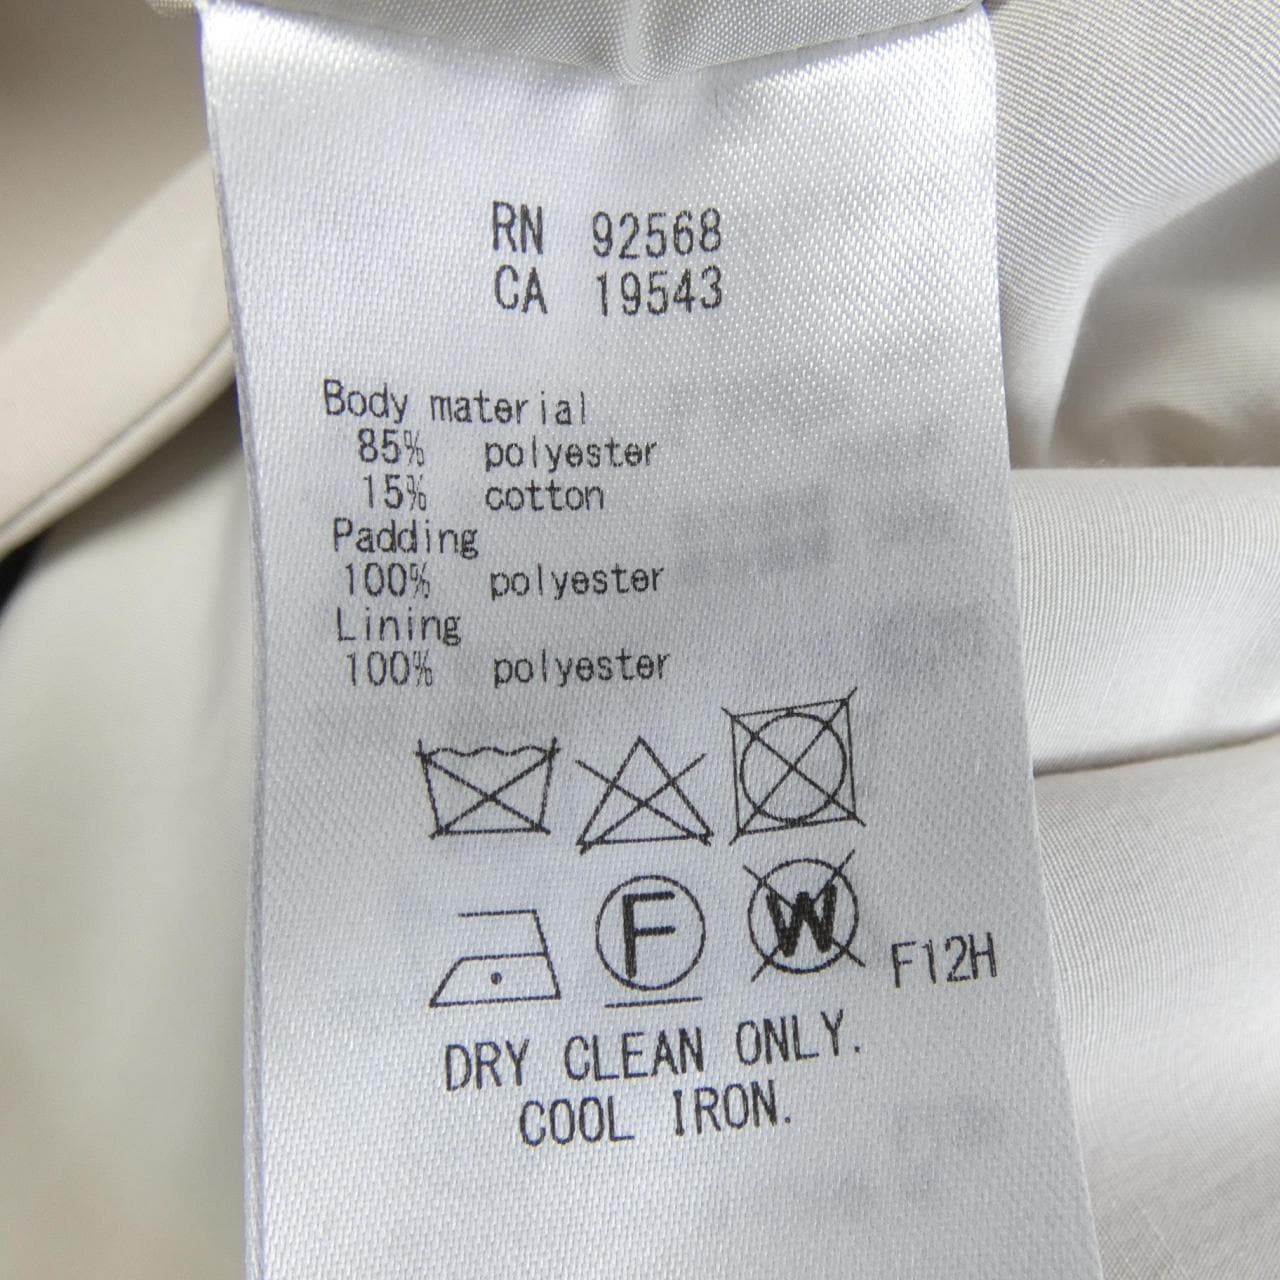 RN 92568
CA 19543
Body material
85% polyester
15% cotton
Padding
100% polyester
Lining
100% polyester
F W F12H
DRY CLEAN ONLY.
COOL IRON.